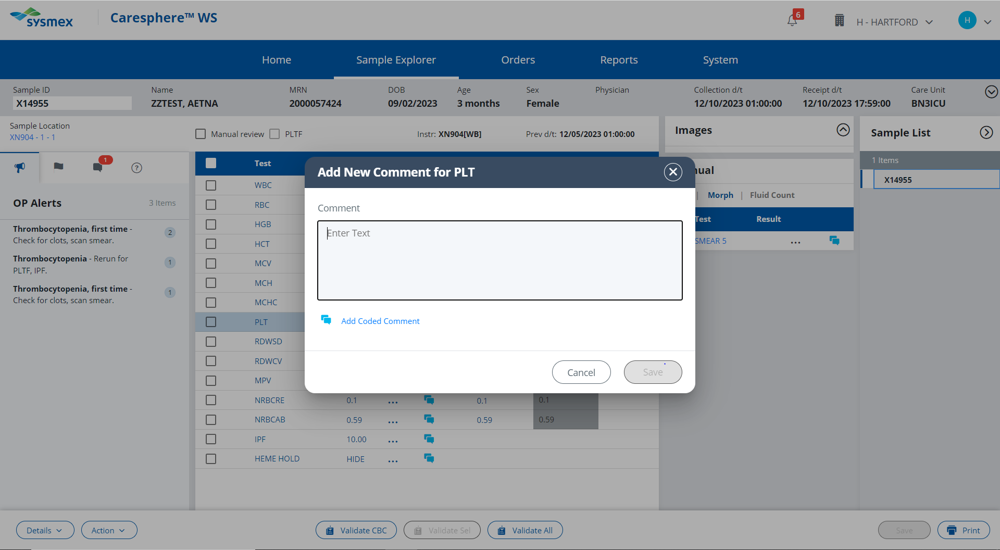 sysmex
Caresphere™ WS
6
H - HARTFORD
H
Home
Sample Explorer
Orders
Reports
System
Sample ID
X14955
Name
ZZTEST, AETNA
MRN
2000057424
DOB
09/02/2023
Age
3 months
Sex
Female
Physician
Collection d/t
12/10/2023 01:00:00
Receipt d/t
12/10/2023 17:59:00
Care Unit
BN3ICU
Sample Location
XN904 - 1 - 1
Manual review
PLTF
Instr: XN904[WB]
Prev d/t: 12/05/2023 01:00:00
1
?
OP Alerts
3 Items
Thrombocytopenia, first time -
Check for clots, scan smear.
2
Thrombocytopenia - Rerun for
PLTF, IPF.
1
Thrombocytopenia, first time -
Check for clots, scan smear.
1
Test
WBC
RBC
HGB
HCT
MCV
MCH
MCHC
PLT
RDWSD
RDWCV
MPV
NRBCRE 0.1 ... 0.1 0.1
NRBCAB 0.59 ... 0.59 0.59
IPF 10.00 ...
HEME HOLD HIDE ...
Add New Comment for PLT
Comment
Enter Text
Add Coded Comment
Cancel
Save
Images
ual
| Morph | Fluid Count
Test Result
SMEAR 5 ...
Sample List
1 Items
X14955
Details
Action
Validate CBC
Validate Sel
Validate All
Save
Print